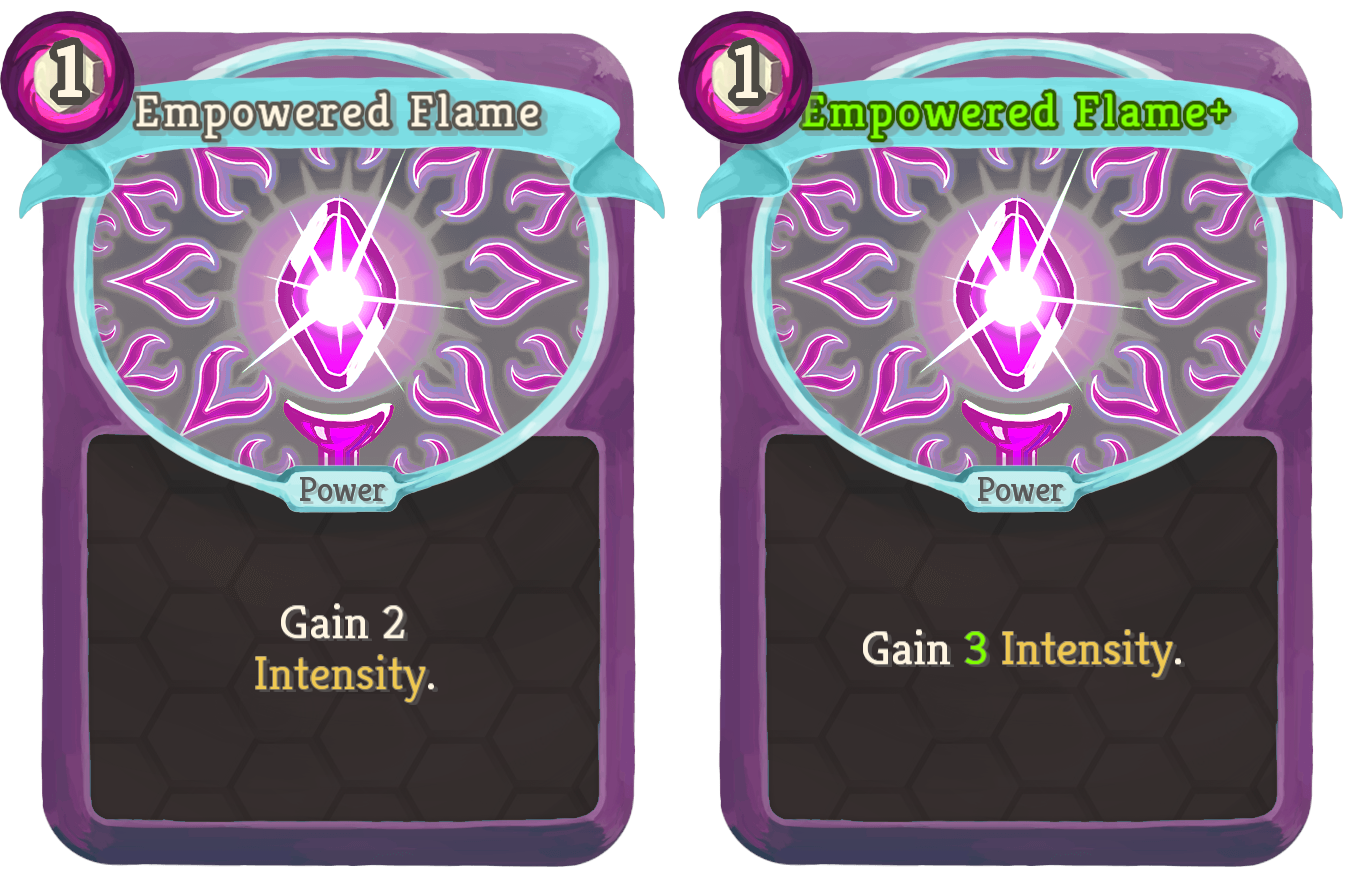 1
Empowered Flame
Power
Gain 2
Intensity.
1
Empowered Flame+
Power
Gain 3 Intensity.